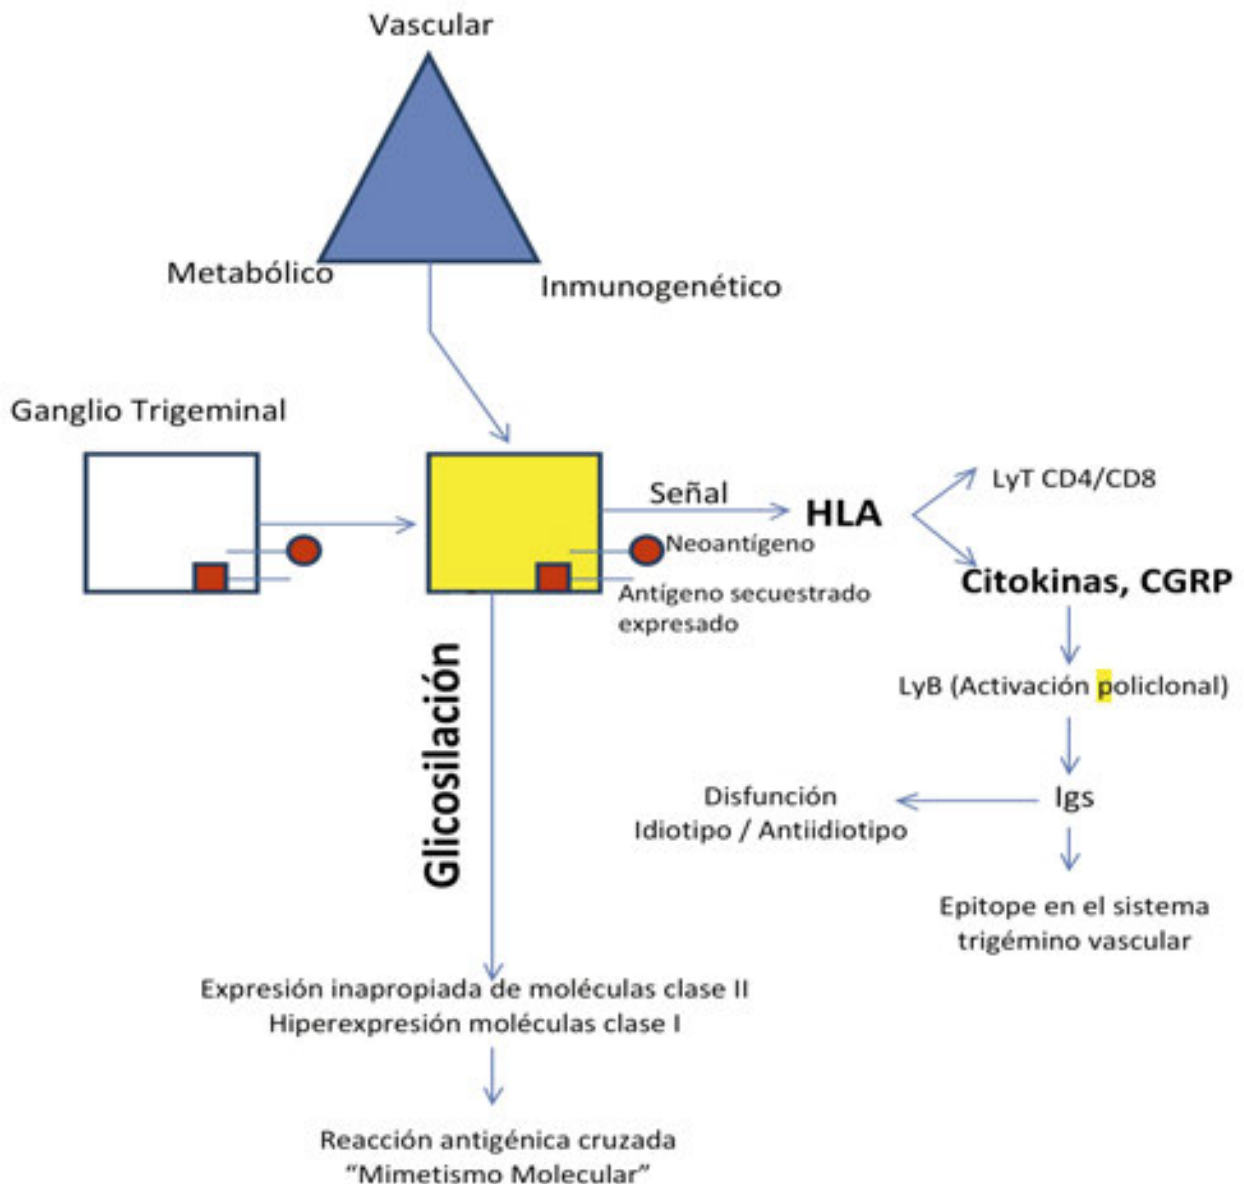 Vascular
Metabólico
Inmunogenético
Ganglio Trigeminal
Señal
HLA
LyT CD4/CD8
Neoantígeno
Citokinas, CGRP
Antígeno secuestrado
expresado
Glicosilación
LyB (Activación policlonal)
Igs
Disfunción
Idiotipo / Antiidiotipo
Epitope en el sistema
trigémino vascular
Expresión inapropiada de moléculas clase II
Hiperexpresión moléculas clase I
Reacción antigénica cruzada
“Mimetismo Molecular”